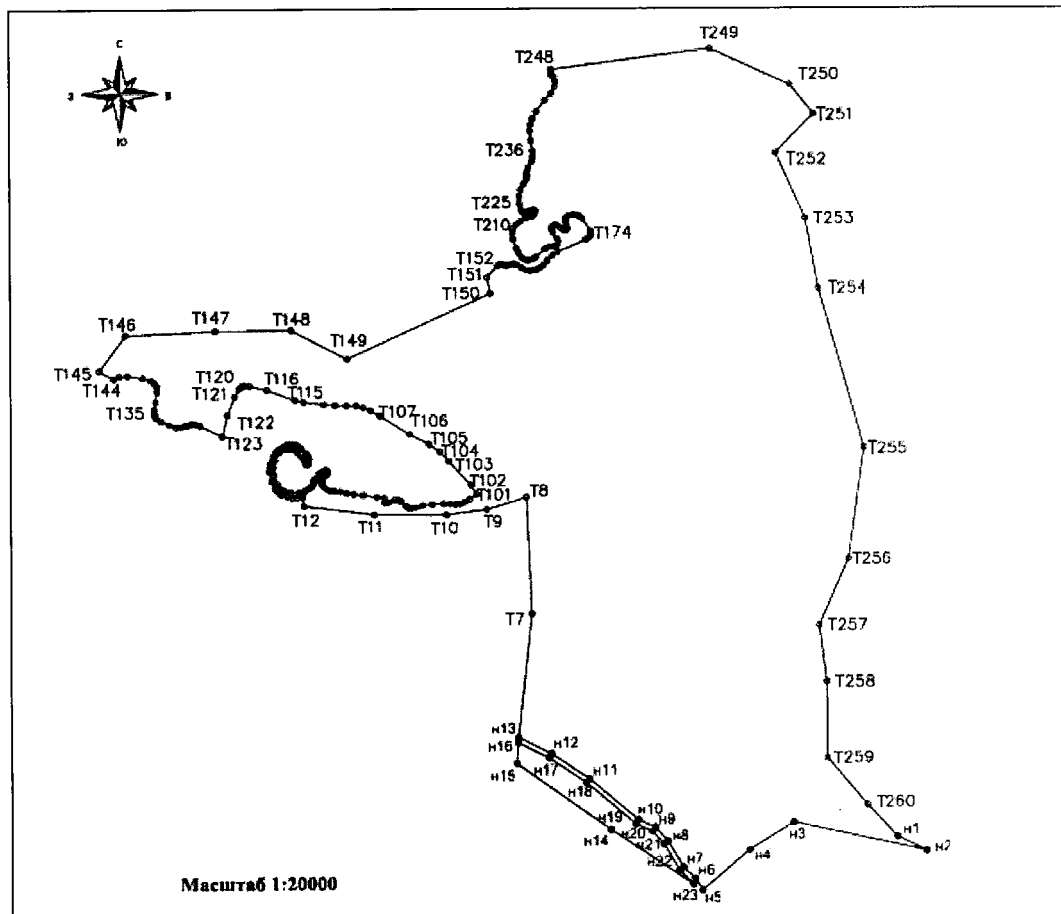 С
З
В
Ю
T249
T248
T250
T251
T236
T252
T225
T253
T210
T174
T152
T151
T254
T150
T146
T147
T148
T149
T145
T144
T120
T116
T121
T115
T135
T107
T122
T106
T255
T123
T105
T104
T103
T102
T101
T12
T8
T11
T10
T9
T256
T7
T257
T258
н13
н16
н12
T259
н15
н17
н11
н18
T260
н10
н19
н9
н3
н20
н14
н8
н1
н21
н4
н2
н7
н22
н6
н23
н5
Масштаб 1:20000